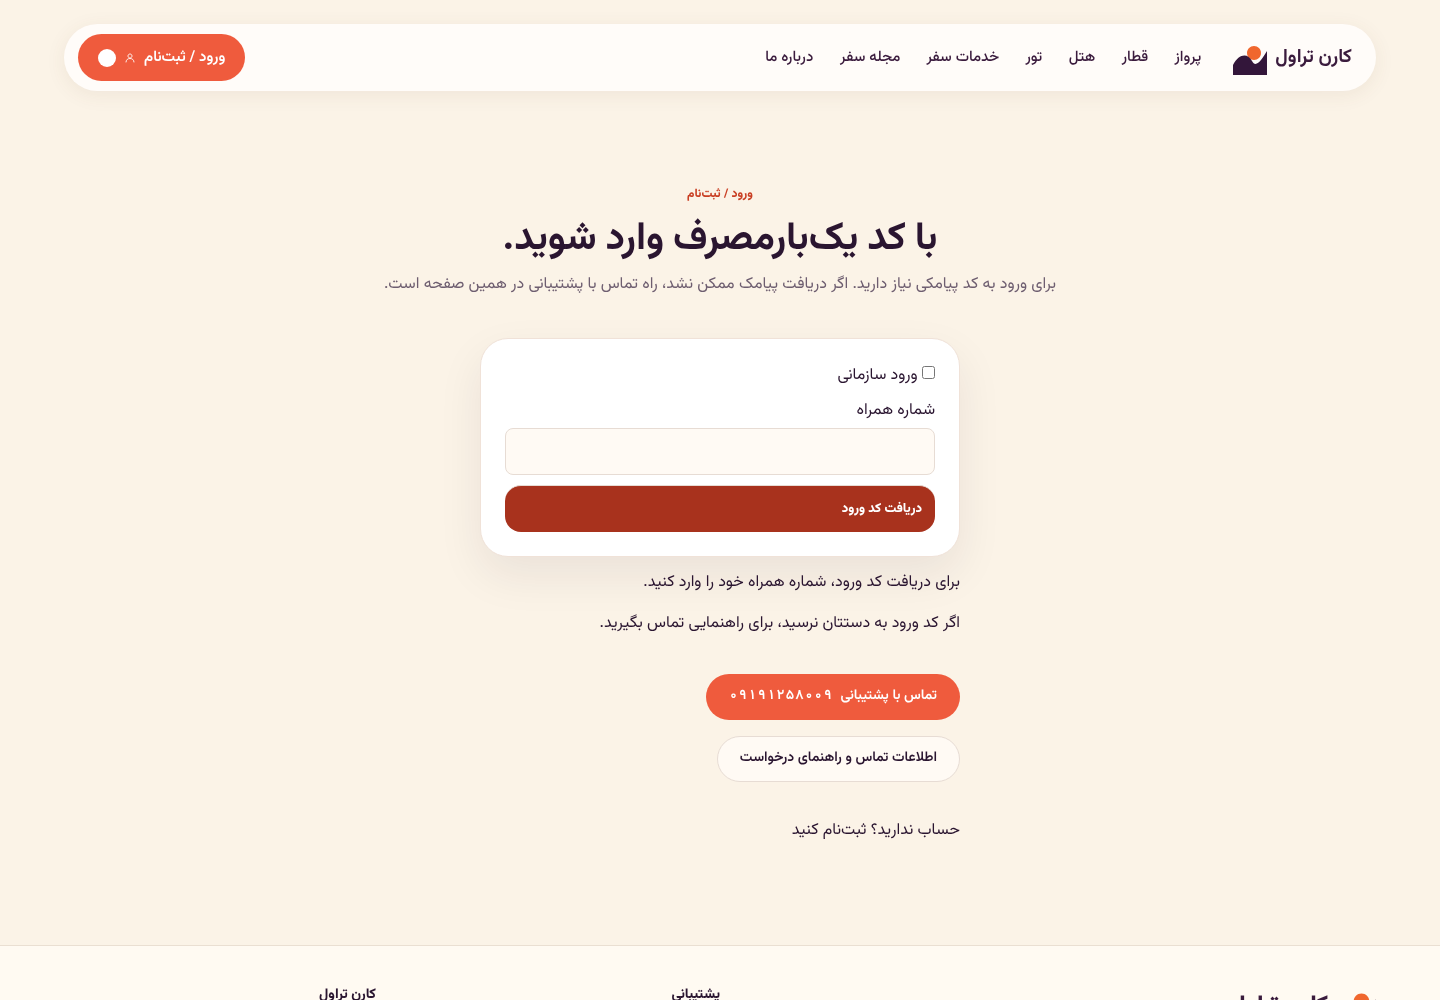 کارن تراول
پرواز
قطار
هتل
تور
خدمات سفر
مجله سفر
درباره ما
ورود / ثبت‌نام
ورود / ثبت‌نام
با کد یک‌بارمصرف وارد شوید.
برای ورود به کد پیامکی نیاز دارید. اگر دریافت پیامک ممکن نشد، راه تماس با پشتیبانی در همین صفحه است.
ورود سازمانی
شماره همراه
دریافت کد ورود
برای دریافت کد ورود، شماره همراه خود را وارد کنید.
اگر کد ورود به دستتان نرسید، برای راهنمایی تماس بگیرید.
تماس با پشتیبانی ۰۹۱۹۱۲۵۸۰۰۹
اطلاعات تماس و راهنمای درخواست
حساب ندارید؟ ثبت‌نام کنید
کارن تراول
پشتیبانی
کارن تراول